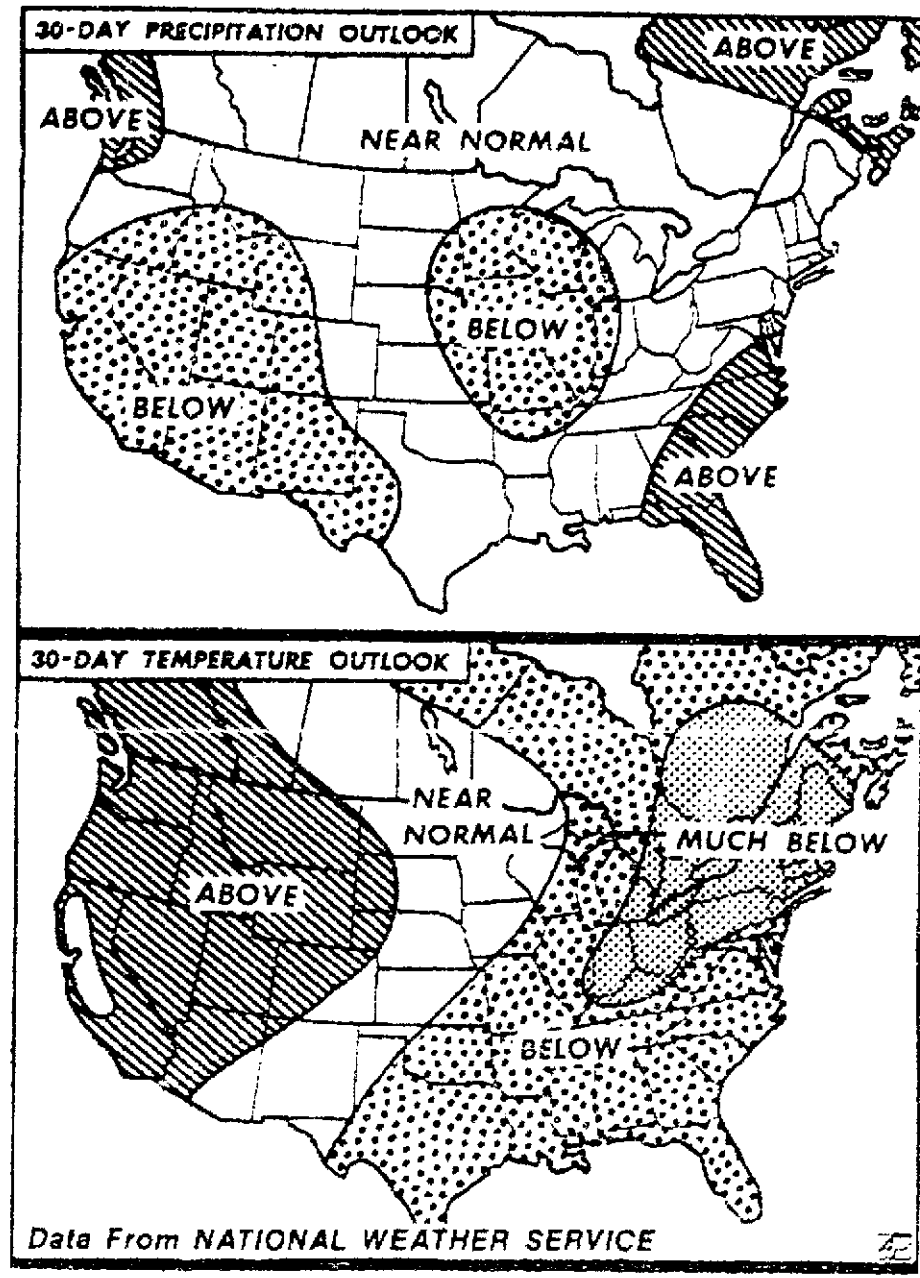 30-DAY PRECIPITATION OUTLOOK
ABOVE
ABOVE
NEAR NORMAL
BELOW
BELOW
ABOVE
30-DAY TEMPERATURE OUTLOOK
NEAR
NORMAL
MUCH BELOW
ABOVE
BELOW
Data From NATIONAL WEATHER SERVICE